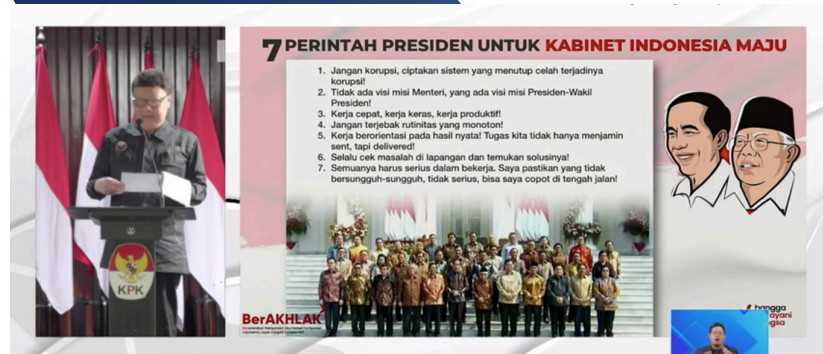 7 PERINTAH PRESIDEN UNTUK KABINET INDONESIA MAJU
1. Jangan korupsi, ciptakan sistem yang menutup celah terjadinya
korupsi!
2. Tidak ada visi misi Menteri, yang ada visi misi Presiden-Wakil
Presiden!
3. Kerja cepat, kerja keras, kerja produktif!
4. Jangan terjebak rutinitas yang monoton!
5. Kerja berorientasi pada hasil nyata! Tugas kita tidak hanya menjamin
sent, tapi delivered!
6. Selalu cek masalah di lapangan dan temukan solusinya!
7. Semuanya harus serius dalam bekerja. Saya pastikan yang tidak
bersungguh-sungguh, tidak serius, bisa saya copot di tengah jalan!
KPK
BerAKHLAK
bangga